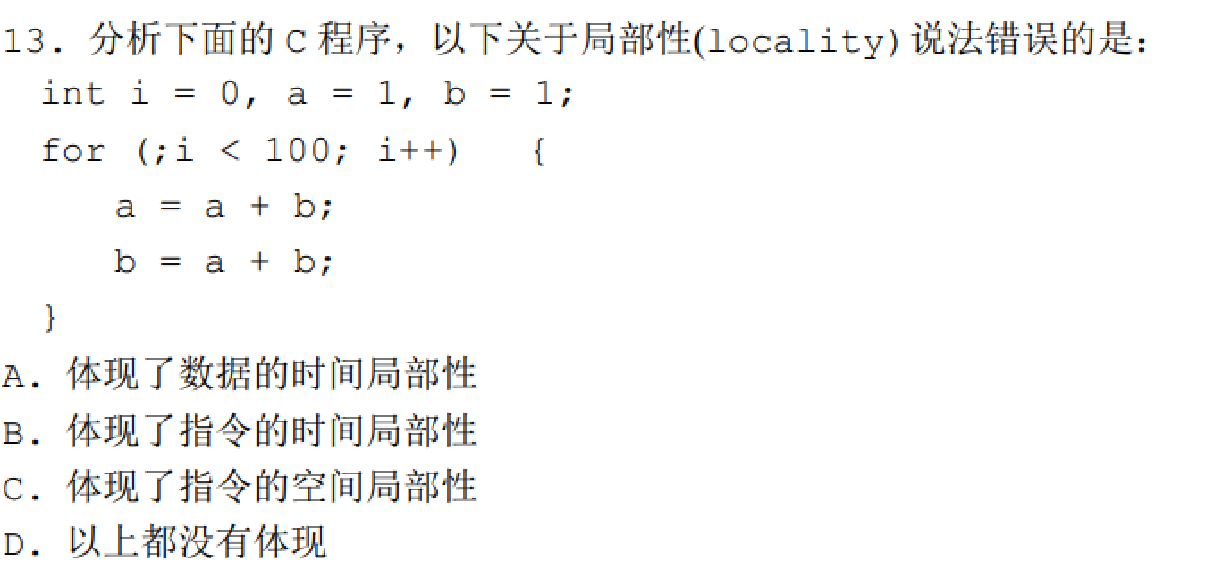 13. 分析下面的 C 程序，以下关于局部性(locality)说法错误的是：
int i = 0, a = 1, b = 1;
for (;i < 100; i++) {
a = a + b;
b = a + b;
}
A. 体现了数据的时间局部性
B. 体现了指令的时间局部性
C. 体现了指令的空间局部性
D. 以上都没有体现